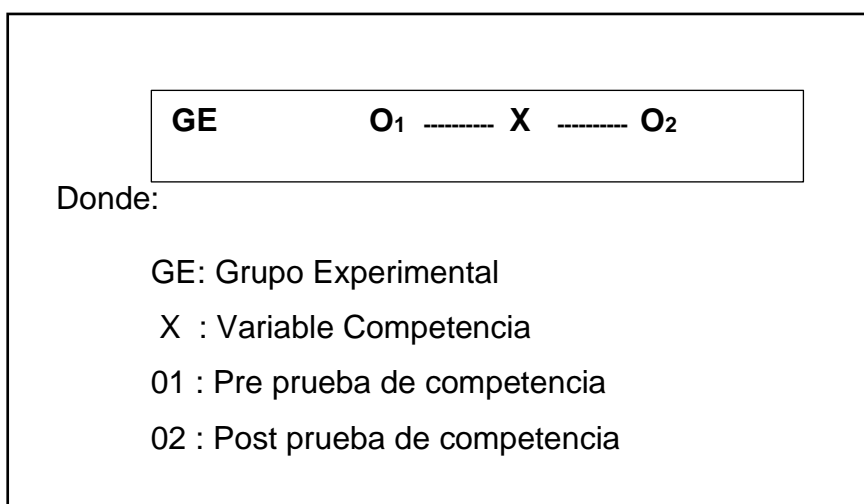 GE O₁ ---------- X ---------- O₂
Donde:
GE: Grupo Experimental
X : Variable Competencia
01 : Pre prueba de competencia
02 : Post prueba de competencia